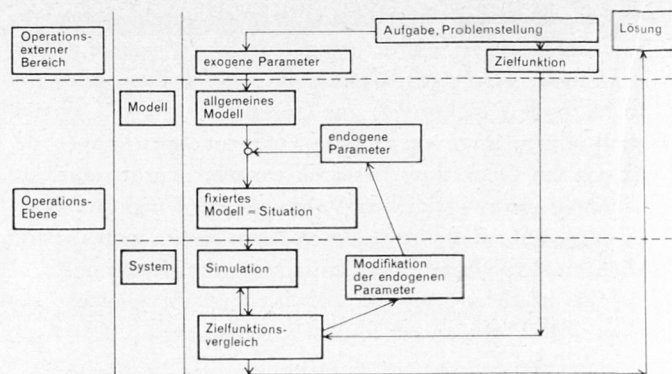 Operations-
externer
Bereich
Aufgabe, Problemstellung
Lösung
exogene Parameter
Zielfunktion
Modell
allgemeines
Modell
endogene
Parameter
Operations-
Ebene
fixiertes
Modell = Situation
System
Simulation
Modifikation
der endogenen
Parameter
Zielfunktions-
vergleich